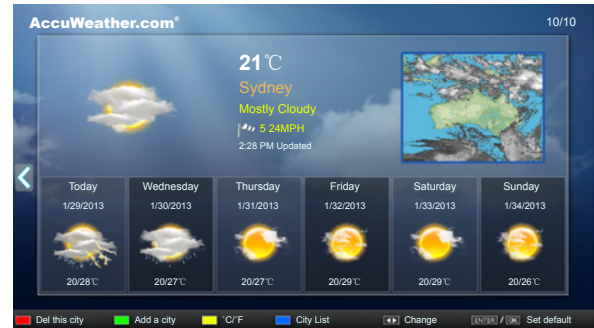 AccuWeather.com®
10/10
21°C
Sydney
Mostly Cloudy
5 24MPH
2:28 PM Updated
Today Wednesday Thursday Friday Saturday Sunday
1/29/2013 1/30/2013 1/31/2013 1/32/2013 1/33/2013 1/34/2013
20/28°C 20/27°C 20/27°C 20/29°C 20/29°C 20/26°C
Del this city Add a city °C/°F City List Change ENTER / OK Set default